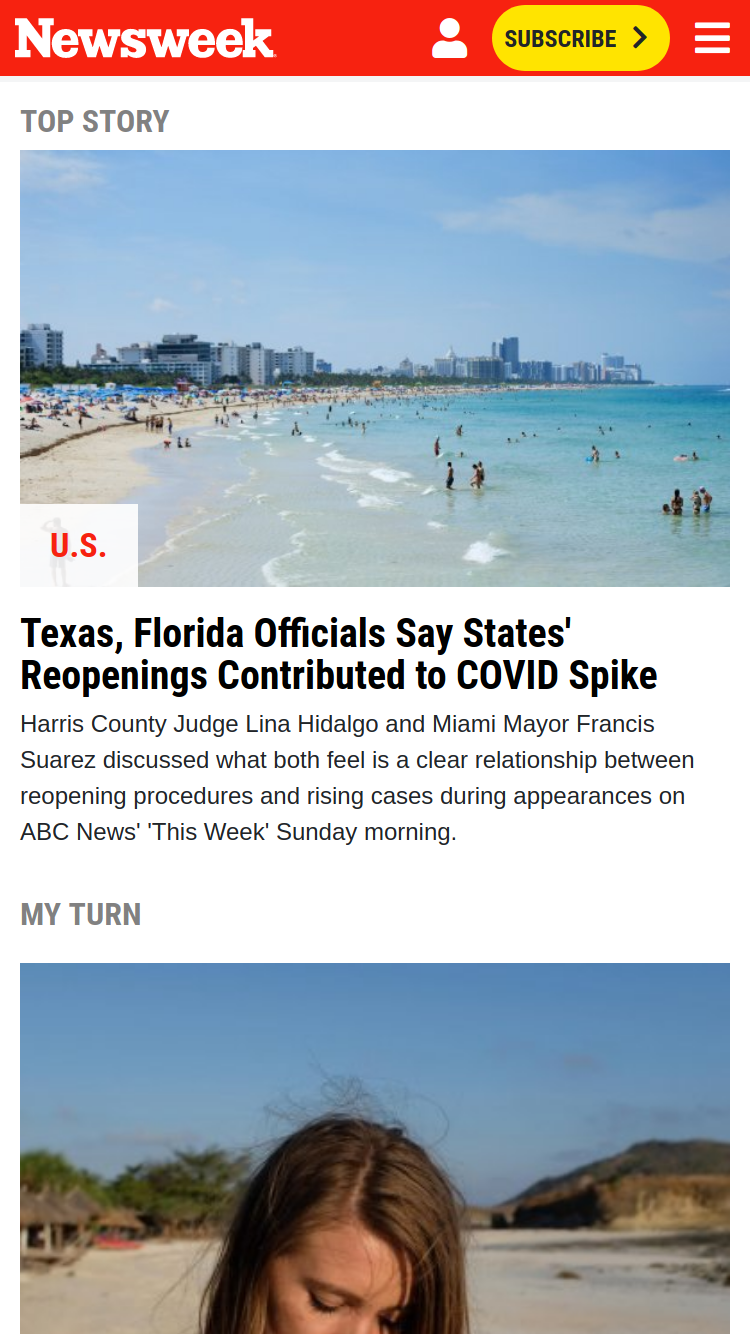 Newsweek
SUBSCRIBE
TOP STORY
U.S.
Texas, Florida Officials Say States'
Reopenings Contributed to COVID Spike
Harris County Judge Lina Hidalgo and Miami Mayor Francis
Suarez discussed what both feel is a clear relationship between
reopening procedures and rising cases during appearances on
ABC News' 'This Week' Sunday morning.
MY TURN